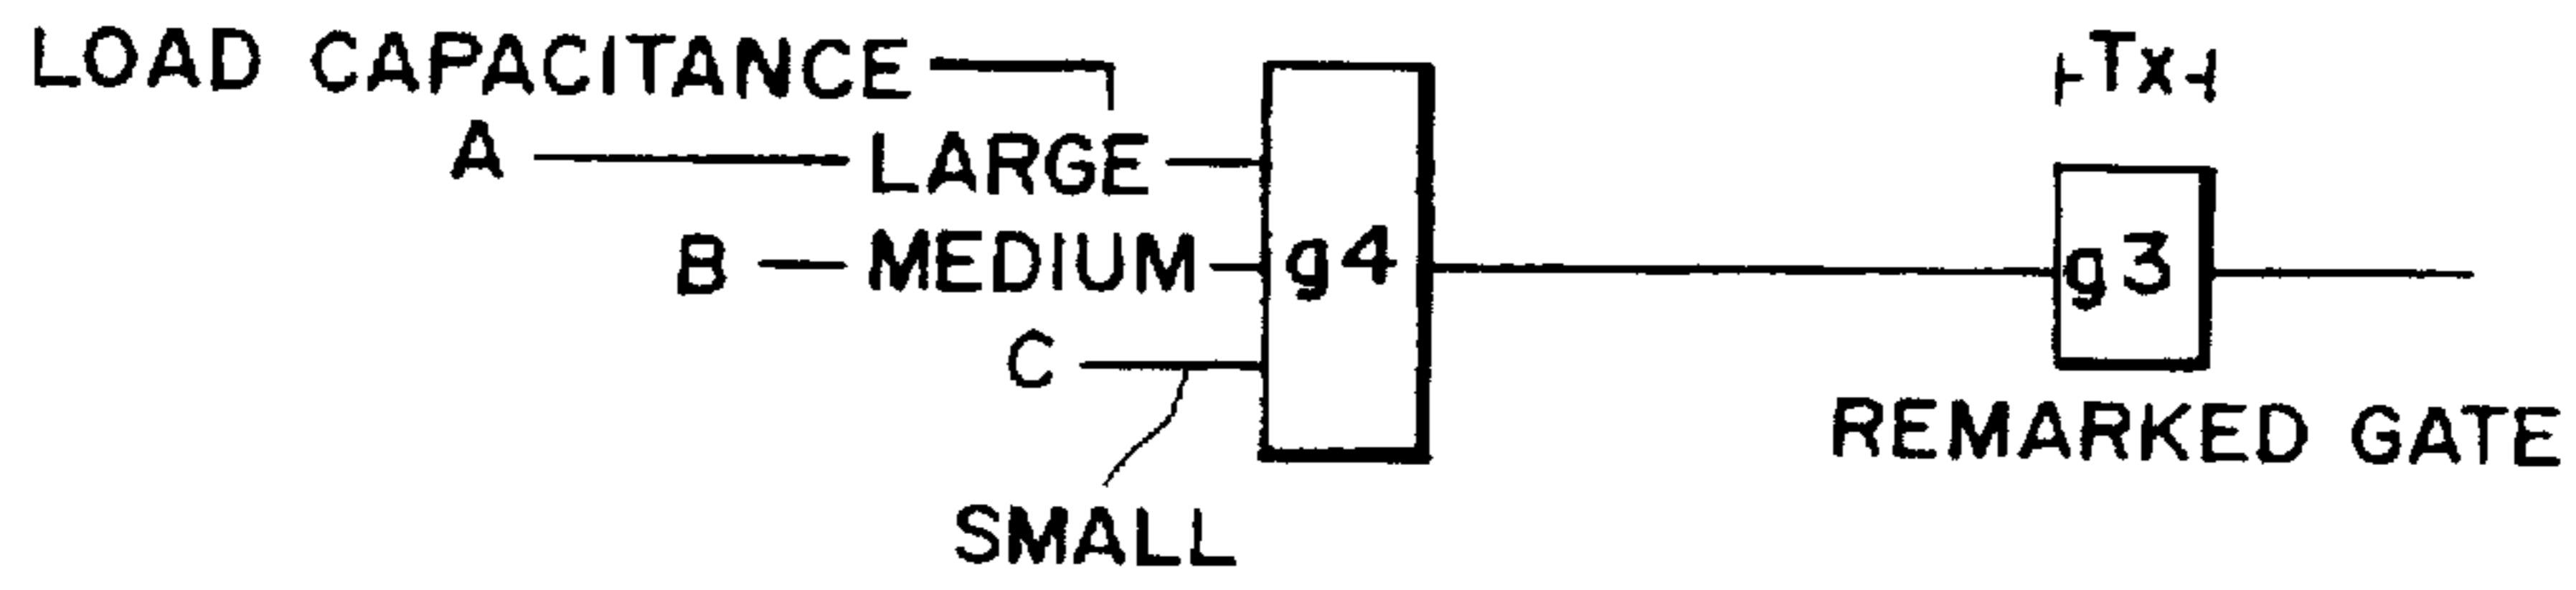 LOAD CAPACITANCE
Tx
A LARGE
B MEDIUM g4 g3
C
REMARKED GATE
SMALL